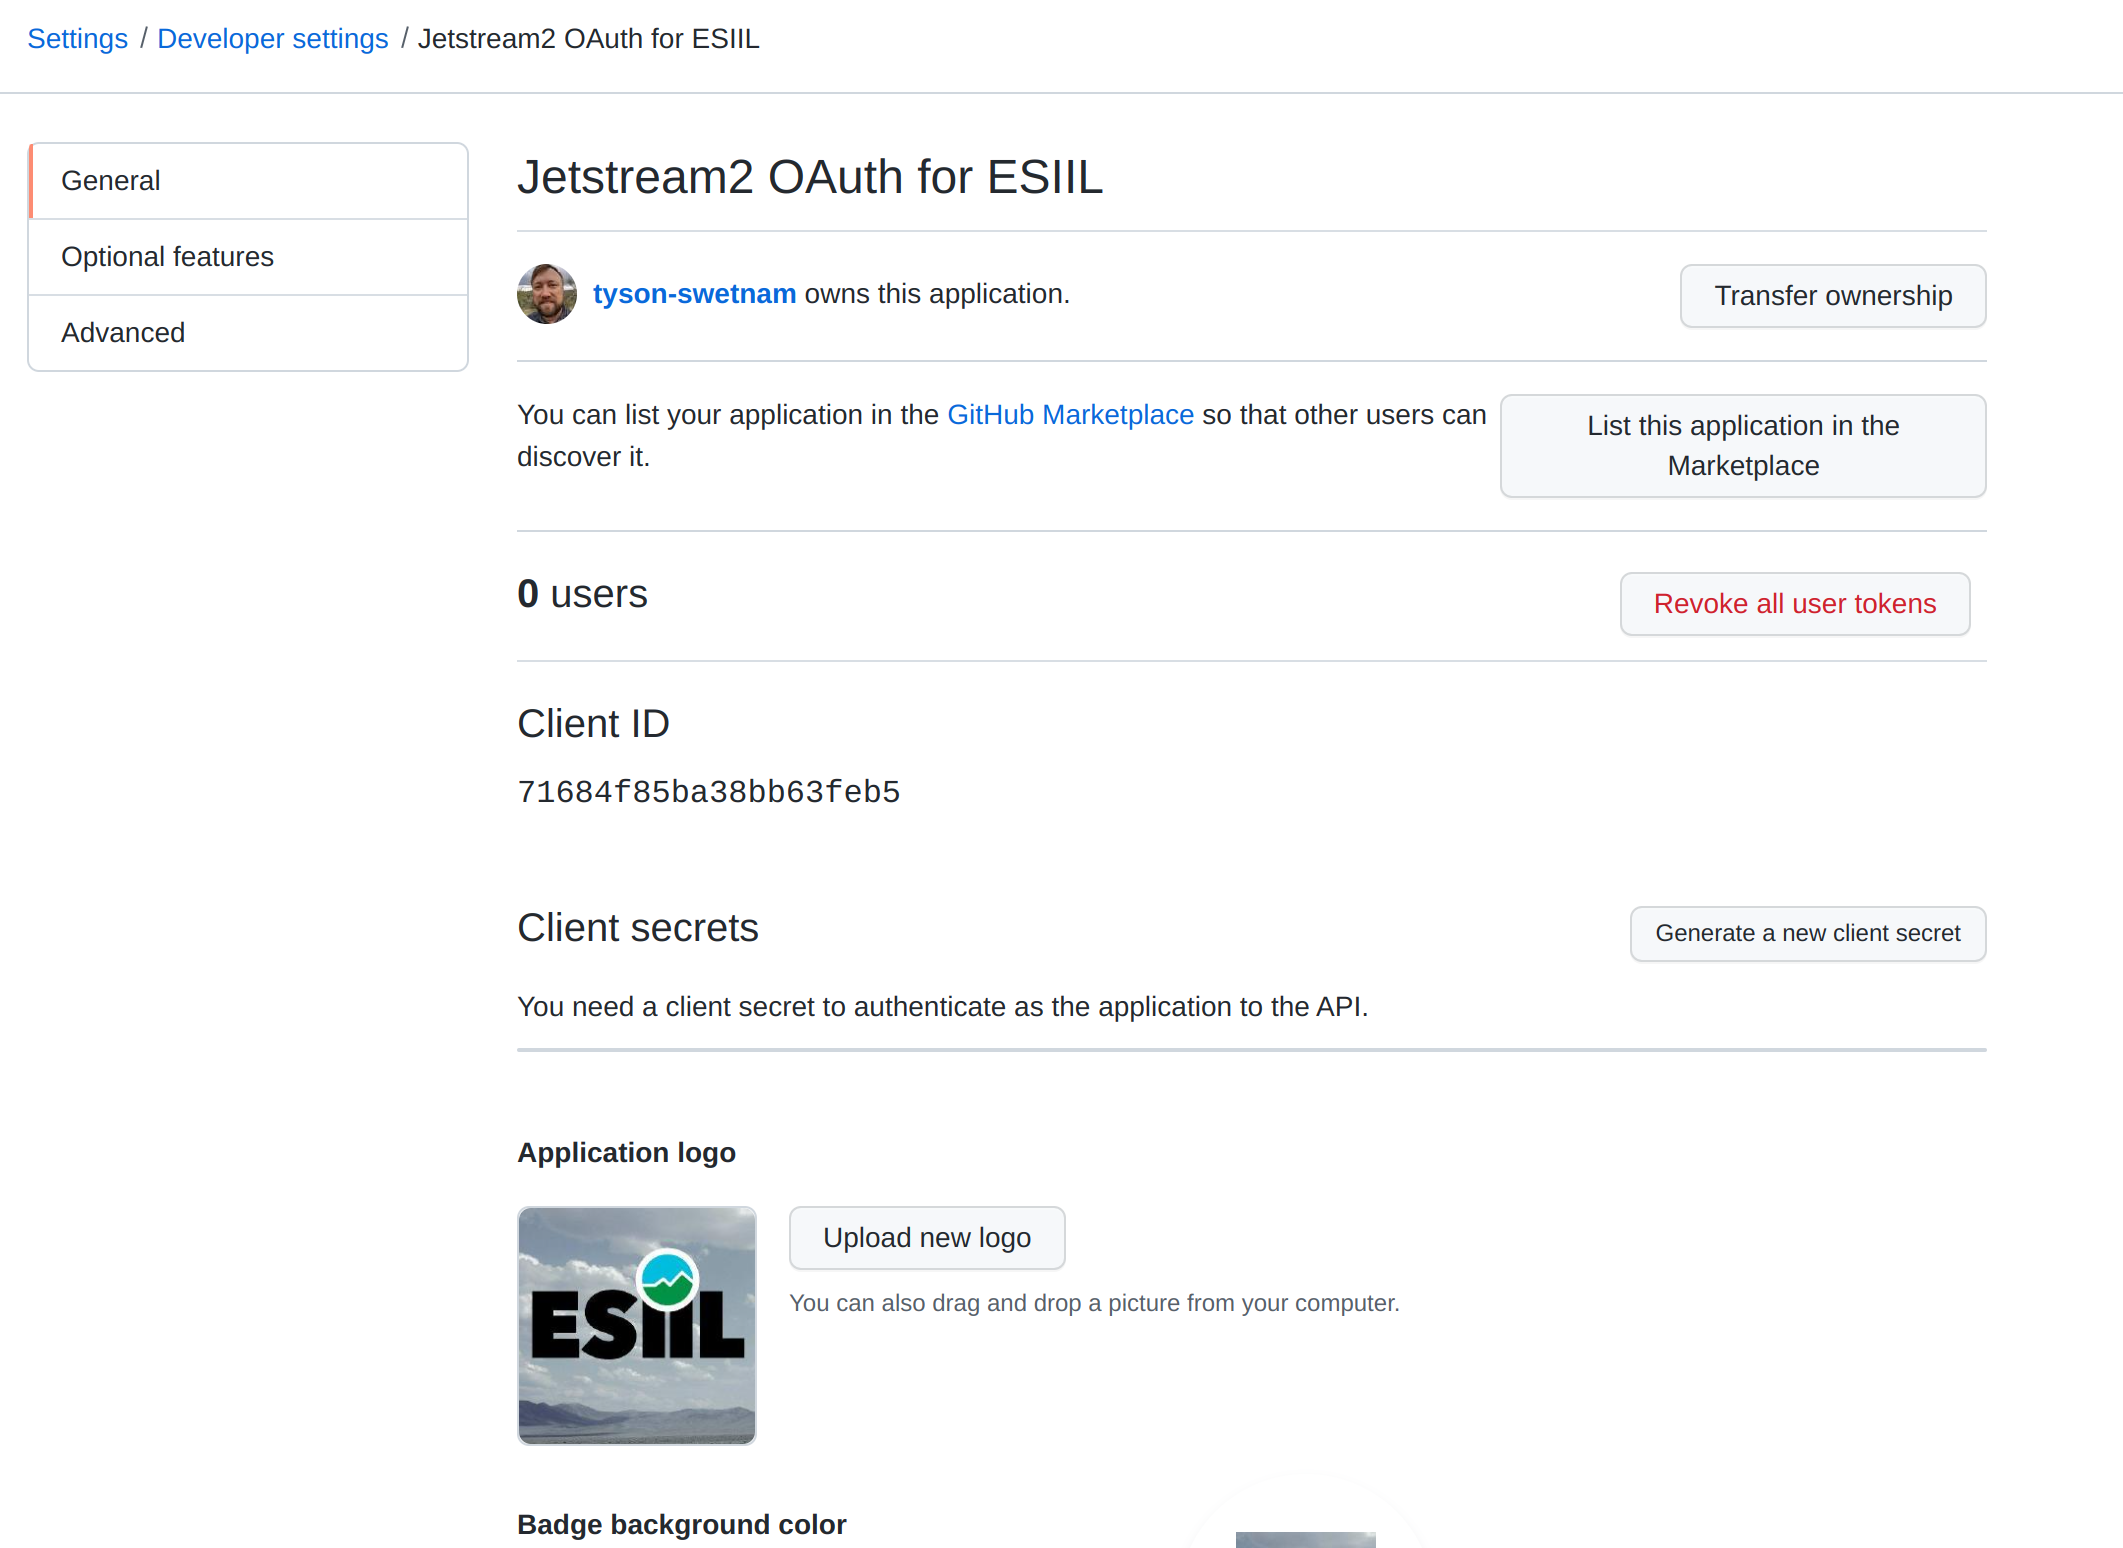 Settings / Developer settings / Jetstream2 OAuth for ESIIL
General
Optional features
Advanced
Jetstream2 OAuth for ESIIL
tyson-swetnam owns this application.
Transfer ownership
You can list your application in the GitHub Marketplace so that other users can
discover it.
List this application in the
Marketplace
0 users
Revoke all user tokens
Client ID
71684f85ba38bb63feb5
Client secrets
Generate a new client secret
You need a client secret to authenticate as the application to the API.
Application logo
ESIIL
Upload new logo
You can also drag and drop a picture from your computer.
Badge background color